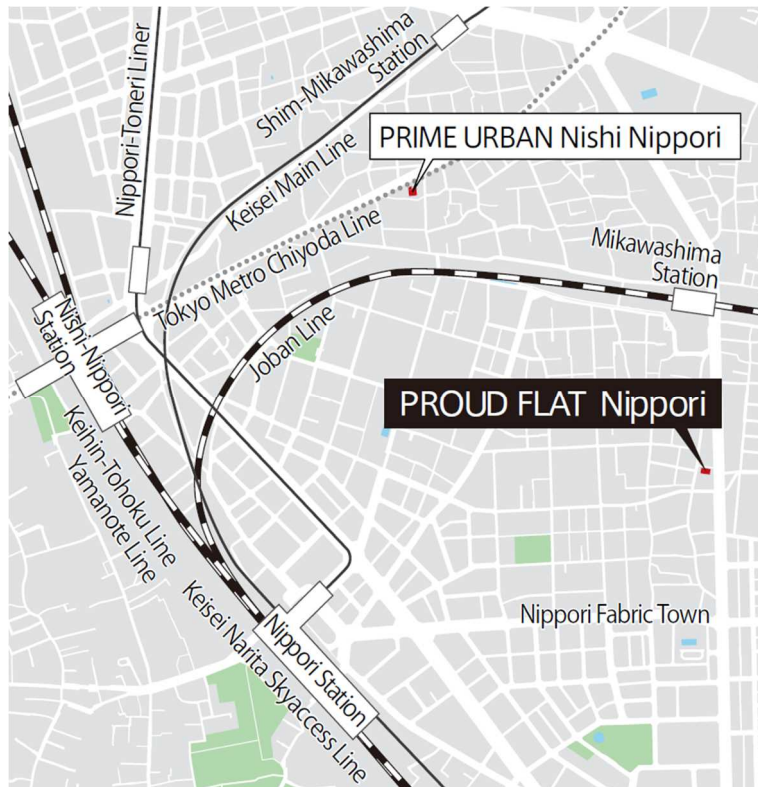 Nippori-Toneri Liner
Shim-Mikawashima
Station
Keisei Main Line
PRIME URBAN Nishi Nippori
Tokyo Metro Chiyoda Line
Mikawashima
Station
Nishi-Nippori
Station
Joban Line
PROUD FLAT Nippori
Keihin-Tohoku Line
Yamanote Line
Keisei Narita Skyaccess Line
Nippori Station
Nippori Fabric Town